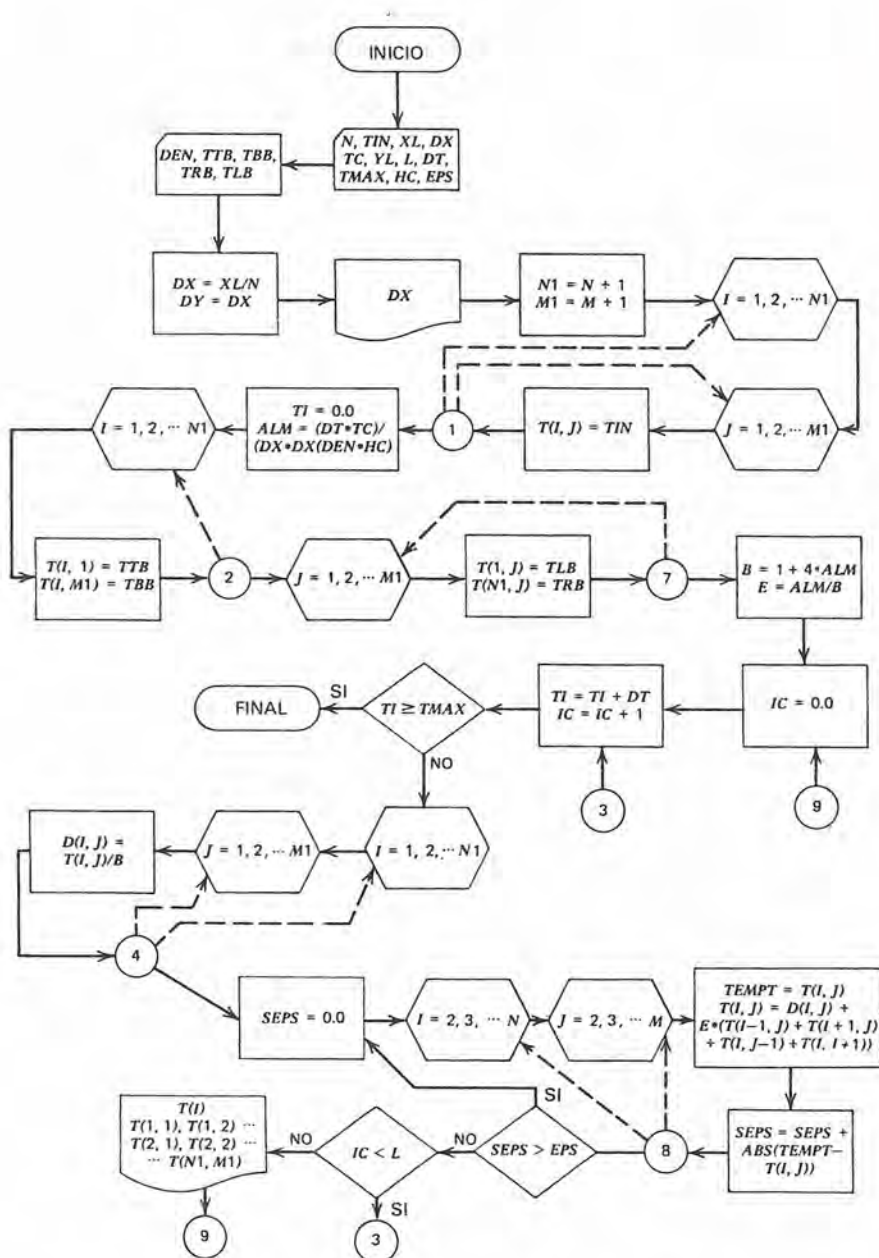 INICIO
N, TIN, XL, DX
TC, YL, L, DT,
TMAX, HC, EPS
DEN, TTB, TBB,
TRB, TLB
DX = XL/N
DY = DX
DX
N1 = N + 1
M1 = M + 1
I = 1, 2, ··· N1
J = 1, 2, ··· M1
T(I, J) = TIN
1
TI = 0.0
ALM = (DT*TC)/
(DX*DX(DEN*HC)
I = 1, 2, ··· N1
T(I, 1) = TTB
T(I, M1) = TBB
2
J = 1, 2, ··· M1
T(1, J) = TLB
T(N1, J) = TRB
7
B = 1 + 4*ALM
E = ALM/B
IC = 0.0
9
TI = TI + DT
IC = IC + 1
3
TI ≥ TMAX
SI
FINAL
NO
I = 1, 2, ··· N1
J = 1, 2, ··· M1
D(I, J) =
T(I, J)/B
4
SEPS = 0.0
I = 2, 3, ··· N
J = 2, 3, ··· M
TEMPT = T(I, J)
T(I, J) = D(I, J) +
E*(T(I−1, J) + T(I+1, J)
+ T(I, J−1) + T(I, I+1))
SEPS = SEPS +
ABS(TEMPT−
T(I, J))
8
SEPS > EPS
SI
NO
IC < L
SI
3
NO
T(I)
T(1, 1), T(1, 2) ···
T(2, 1), T(2, 2) ···
··· T(N1, M1)
9